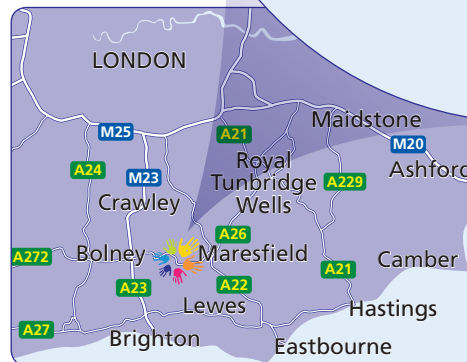 LONDON
Maidstone
M25
A21
M20
Royal
Tunbridge
Wells
Ashford
A24
M23
A229
Crawley
A26
A272
Bolney
Maresfield
Camber
A23
A22
A21
Lewes
Hastings
A27
Brighton
Eastbourne